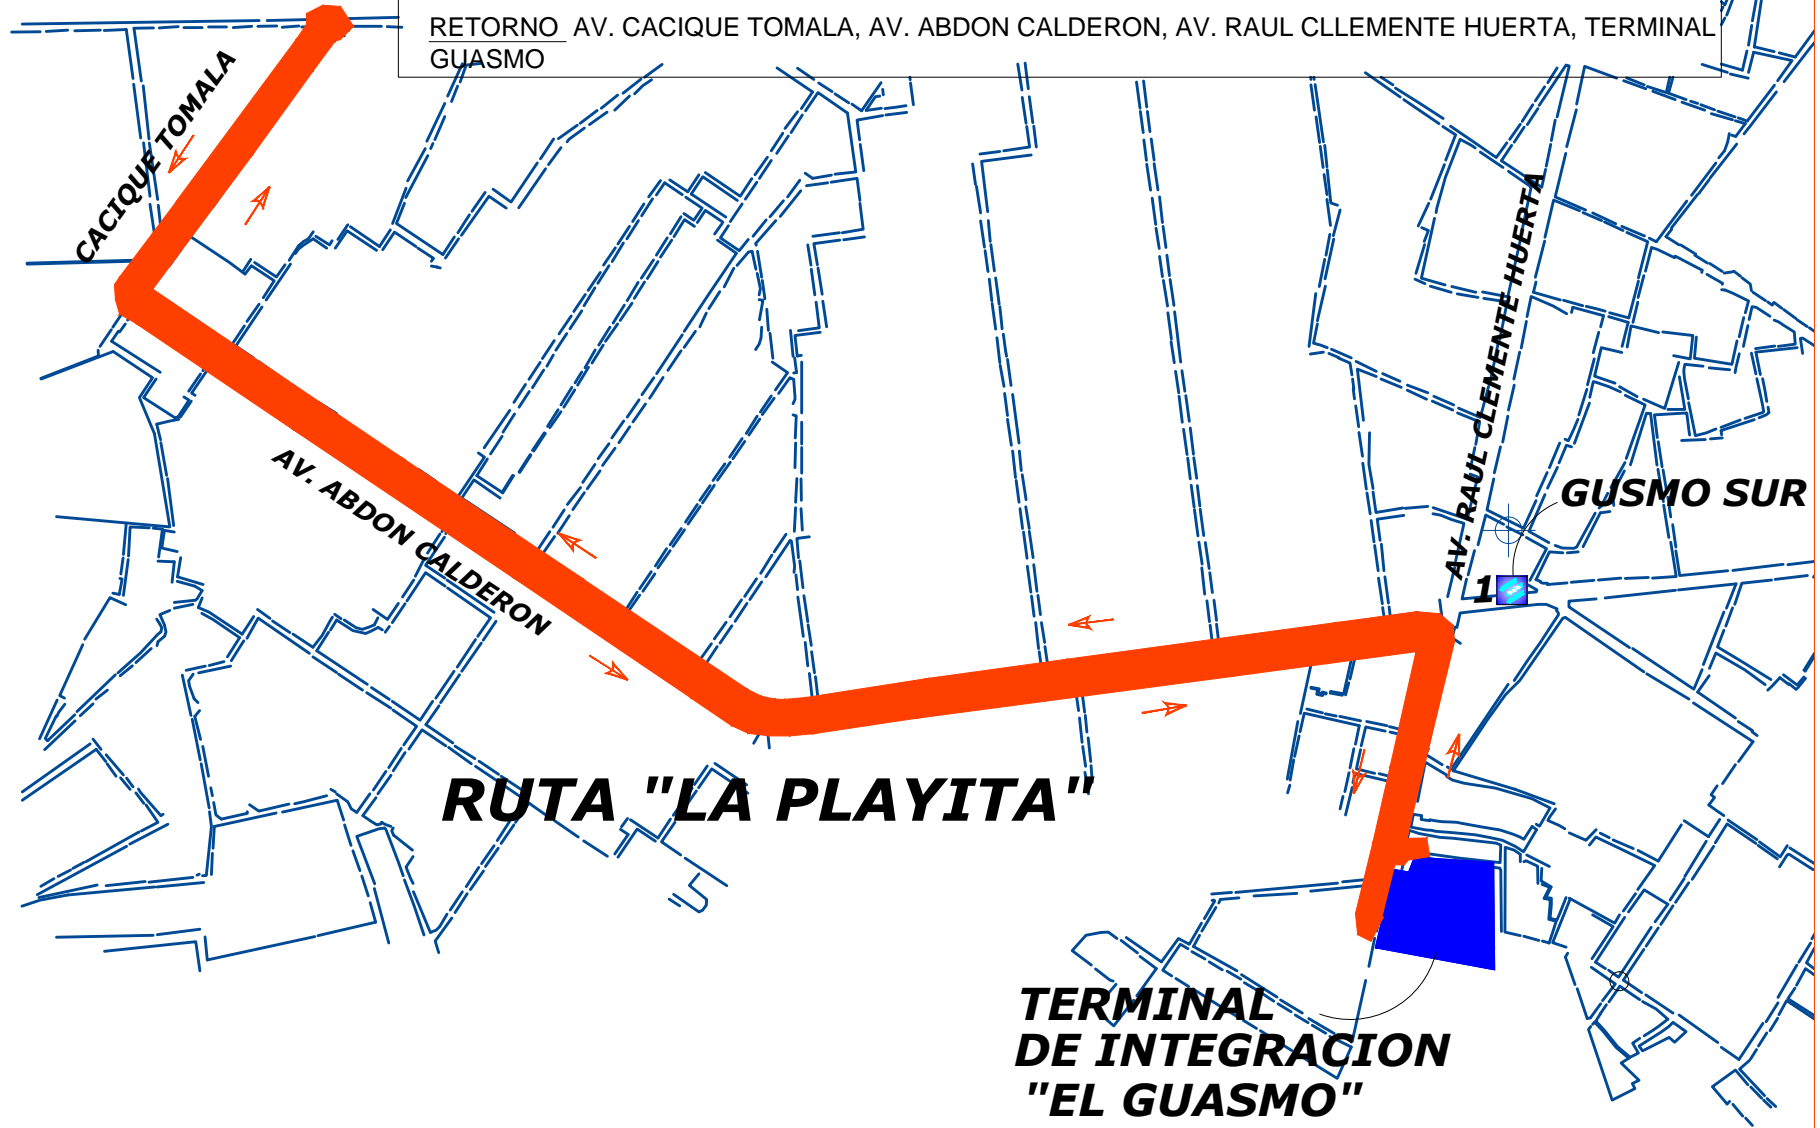 RETORNO AV. CACIQUE TOMALA, AV. ABDON CALDERON, AV. RAUL CLLEMENTE HUERTA, TERMINAL
GUASMO
CACIQUE TOMALA
AV. RAUL CLEMENTE HUERTA
AV. ABDON CALDERON
GUSMO SUR
1
RUTA "LA PLAYITA"
TERMINAL
DE INTEGRACION
"EL GUASMO"